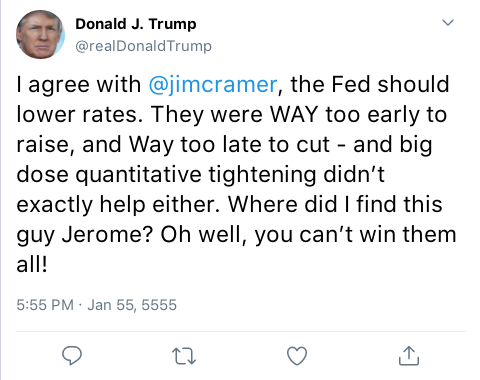 Donald J. Trump
@realDonaldTrump
I agree with @jimcramer, the Fed should
lower rates. They were WAY too early to
raise, and Way too late to cut - and big
dose quantitative tightening didn’t
exactly help either. Where did I find this
guy Jerome? Oh well, you can’t win them
all!
5:55 PM · Jan 55, 5555